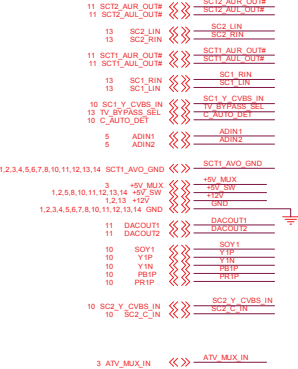 11 SCT2_AUR_OUT# SCT2_AUR_OUT#
11 SCT2_AUL_OUT# SCT2_AUL_OUT#
13 SC2_LIN SC2_LIN
13 SC2_RIN SC2_RIN
11 SCT1_AUR_OUT# SCT1_AUR_OUT#
11 SCT1_AUL_OUT# SCT1_AUL_OUT#
13 SC1_RIN SC1_RIN
13 SC1_LIN SC1_LIN
10 SC1_Y_CVBS_IN SC1_Y_CVBS_IN
13 TV_BYPASS_SEL TV_BYPASS_SEL
10 C_AUTO_DET C_AUTO_DET
5 ADIN1 ADIN1
5 ADIN2 ADIN2
1,2,3,4,5,6,7,8,10,11,12,13,14 SCT1_AVO_GND SCT1_AVO_GND
3 +5V_MUX +5V_MUX
1,2,5,8,10,11,12,13,14 +5V_SW +5V_SW
1,2,13 +12V +12V
1,2,3,4,5,6,7,8,10,11,12,13,14 GND GND
11 DACOUT1 DACOUT1
11 DACOUT2 DACOUT2
10 SOY1 SOY1
10 Y1P Y1P
10 Y1N Y1N
10 PB1P PB1P
10 PR1P PR1P
10 SC2_Y_CVBS_IN SC2_Y_CVBS_IN
10 SC2_C_IN SC2_C_IN
3 ATV_MUX_IN ATV_MUX_IN